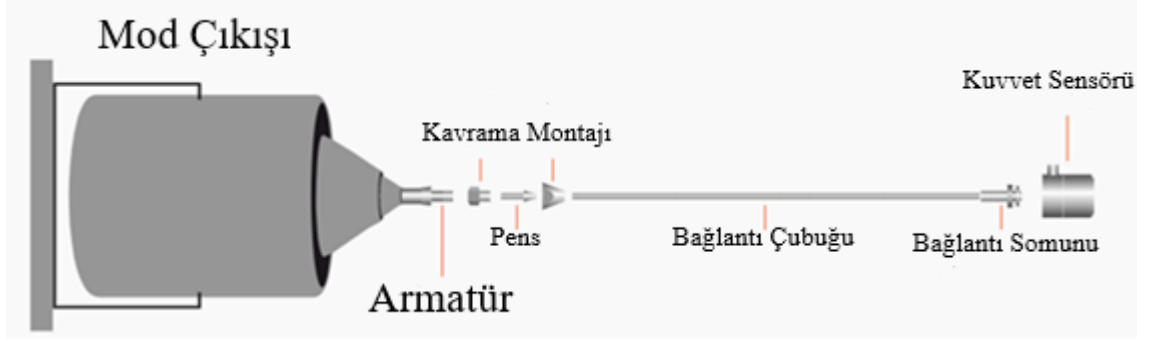 Mod Çıkışı
Kuvvet Sensörü
Kavrama Montajı
Pens
Bağlantı Çubuğu
Bağlantı Somunu
Armatür